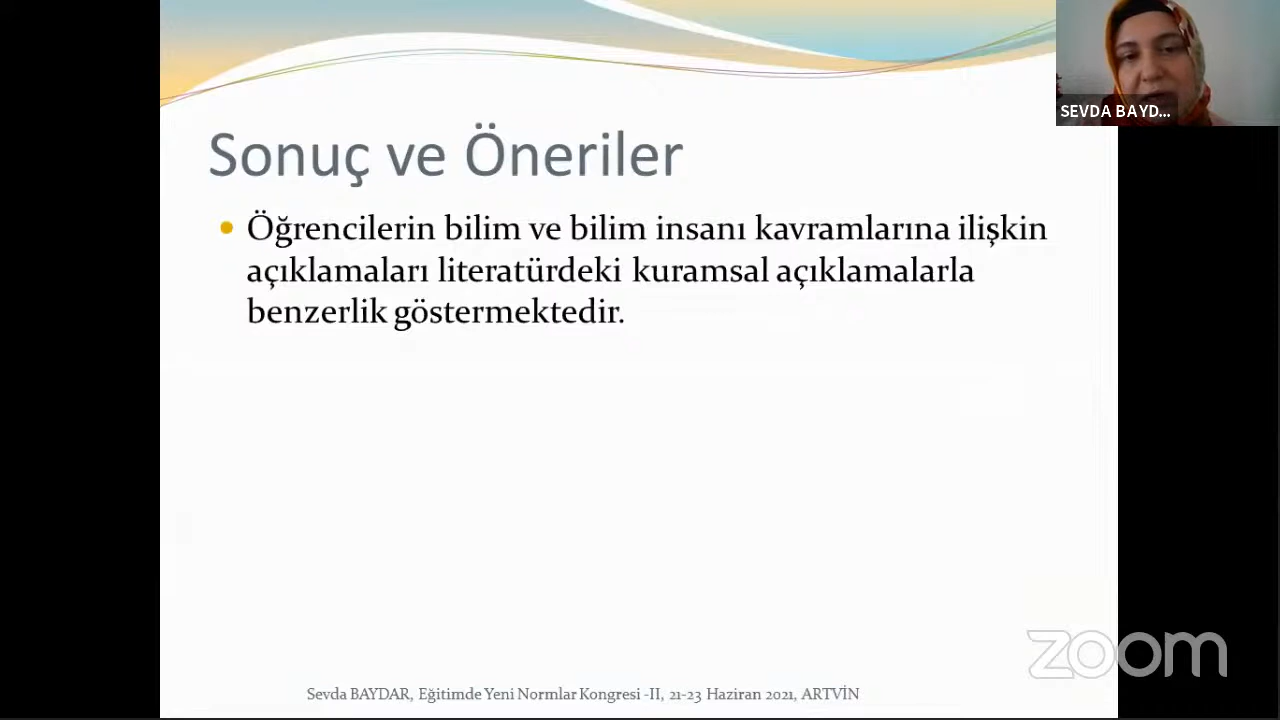 SEVDA BAYD...
Sonuç ve Öneriler
Öğrencilerin bilim ve bilim insanı kavramlarına ilişkin
açıklamaları literatürdeki kuramsal açıklamalarla
benzerlik göstermektedir.
zoom
Sevda BAYDAR, Eğitimde Yeni Normlar Kongresi -II, 21-23 Haziran 2021, ARTVİN